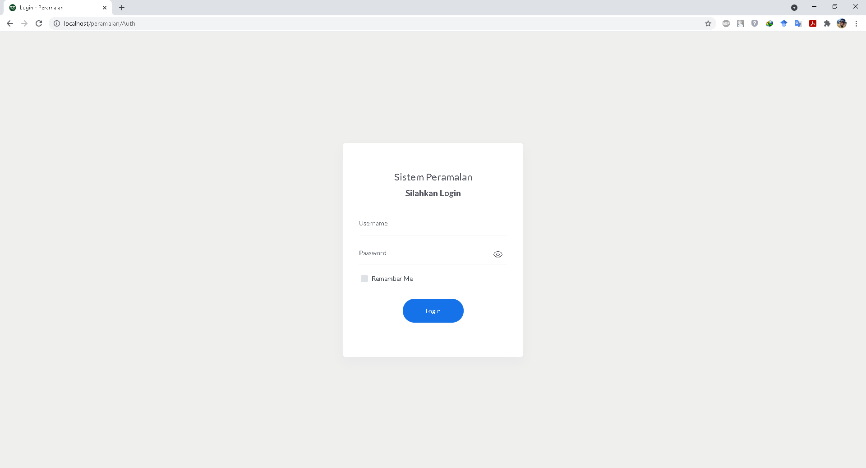 Login - Peramalan
localhost/peramalan/Auth
Sistem Peramalan
Silahkan Login
Username
Password
Remember Me
Login